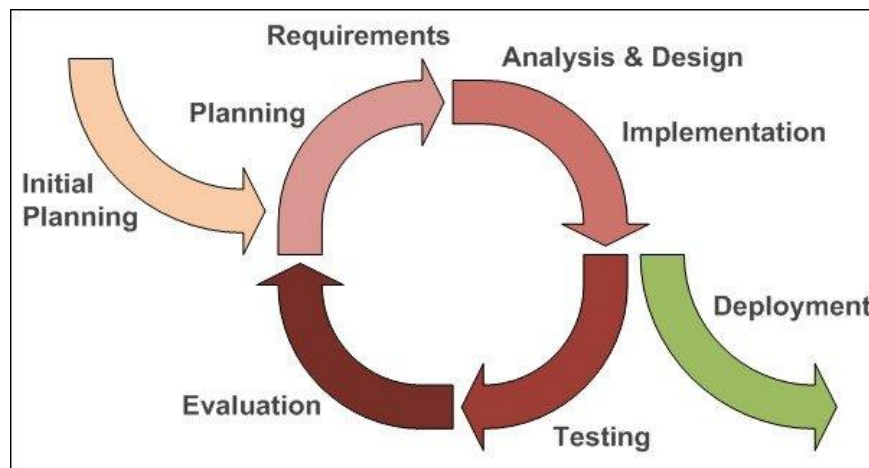 Requirements
Analysis & Design
Planning
Implementation
Initial
Planning
Deployment
Evaluation
Testing